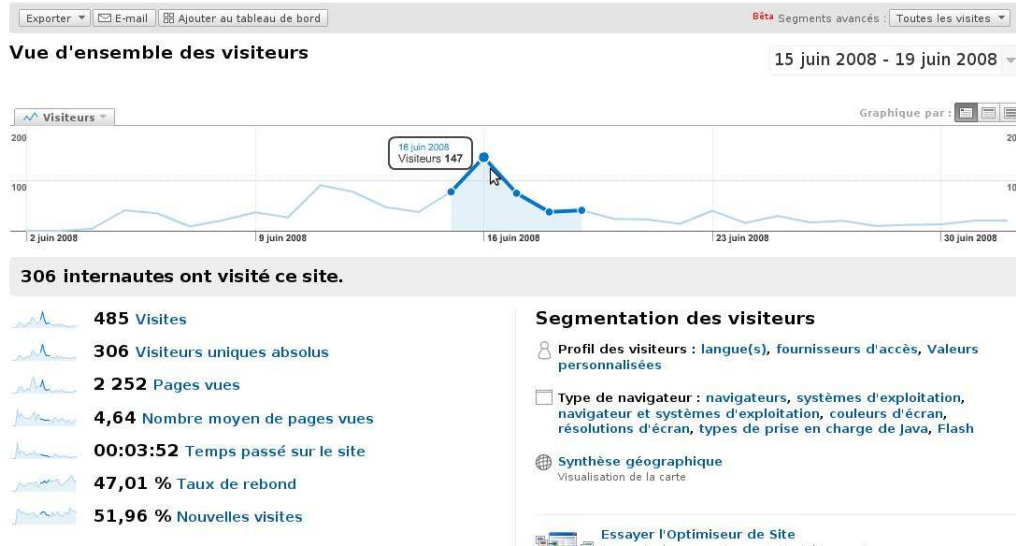 Exporter E-mail Ajouter au tableau de bord Bêta Segments avancés : Toutes les visites
Vue d'ensemble des visiteurs
15 juin 2008 - 19 juin 2008
Visiteurs
Graphique par :
200
20
16 juin 2008
Visiteurs 147
100
10
2 juin 2008 9 juin 2008 16 juin 2008 23 juin 2008 30 juin 2008
306 internautes ont visité ce site.
485 Visites
306 Visiteurs uniques absolus
2 252 Pages vues
4,64 Nombre moyen de pages vues
00:03:52 Temps passé sur le site
47,01 % Taux de rebond
51,96 % Nouvelles visites
Segmentation des visiteurs
Profil des visiteurs : langue(s), fournisseurs d'accès, Valeurs
personnalisées
Type de navigateur : navigateurs, systèmes d'exploitation,
navigateur et systèmes d'exploitation, couleurs d'écran,
résolutions d'écran, types de prise en charge de Java, Flash
Synthèse géographique
Visualisation de la carte
Essayer l'Optimiseur de Site